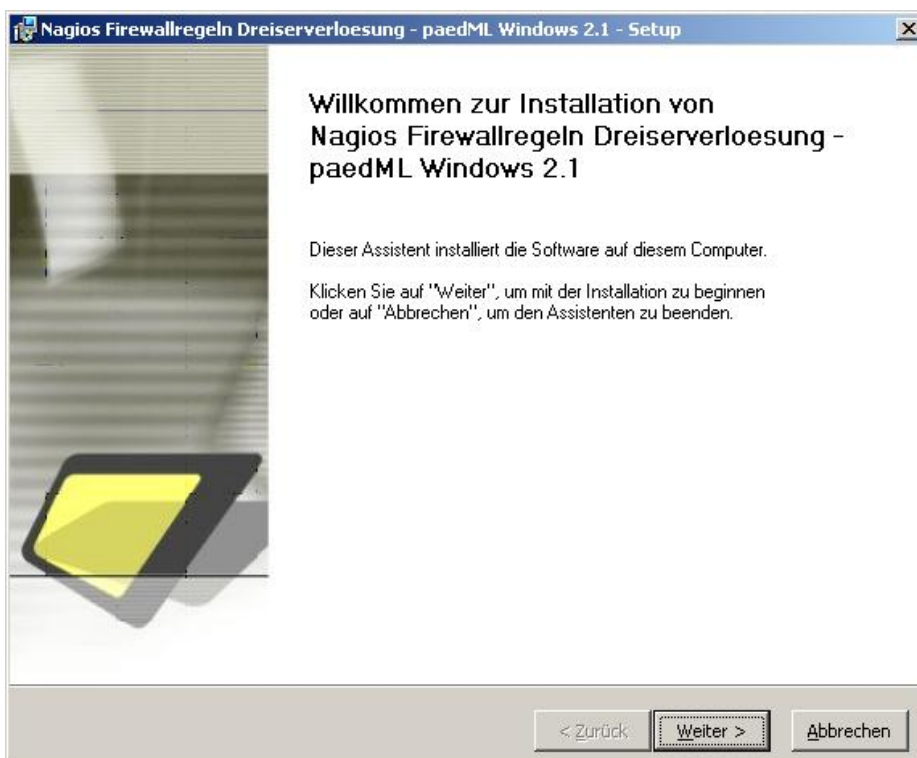 Nagios Firewallregeln Dreiserverloesung - paedML Windows 2.1 - Setup
Willkommen zur Installation von
Nagios Firewallregeln Dreiserverloesung -
paedML Windows 2.1
Dieser Assistent installiert die Software auf diesem Computer.
Klicken Sie auf "Weiter", um mit der Installation zu beginnen
oder auf "Abbrechen", um den Assistenten zu beenden.
< Zurück
Weiter >
Abbrechen